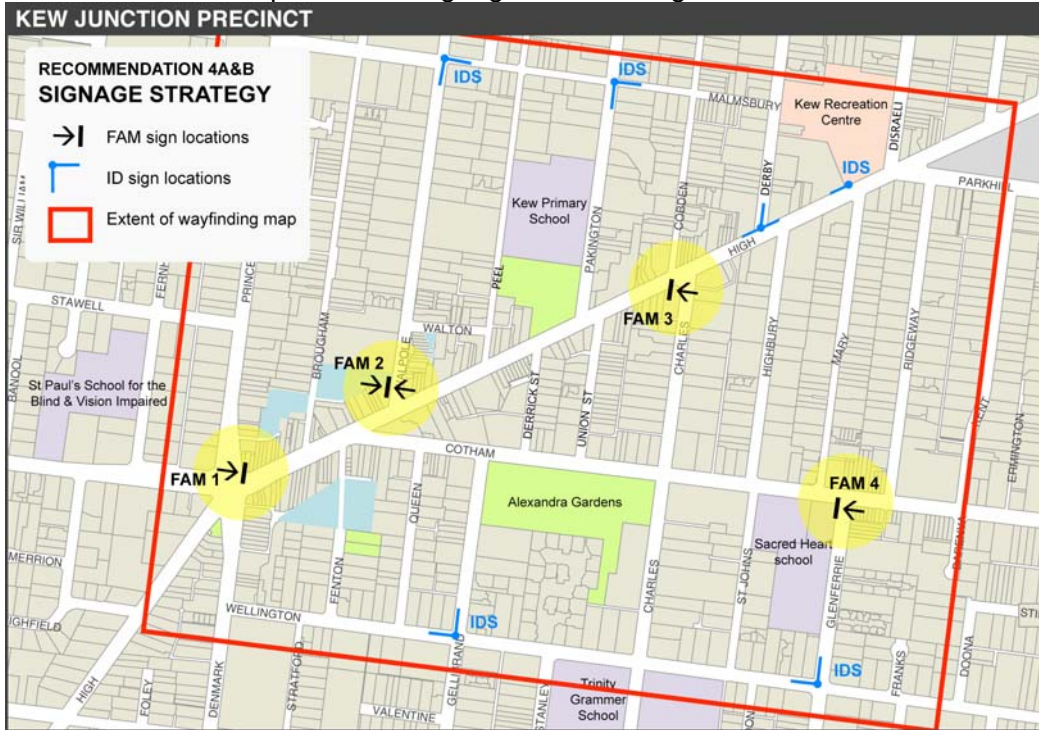 KEW JUNCTION PRECINCT
RECOMMENDATION 4A&B
SIGNAGE STRATEGY
FAM sign locations
ID sign locations
Extent of wayfinding map
IDS
IDS
MALMSBURY
Kew Recreation
Centre
DISRAELI
IDS
PARKHILL
DERBY
COBDEN
Kew Primary
School
PAKINGTON
HIGH
PEEL
STAWELL
PRINCE
BROUGHAM
WALTON
FAM 3
CHARLES
HIGHBURY
MARY
RIDGEWAY
FAM 2
ALPOLE
BANOOL
St Paul's School for the
Blind & Vision Impaired
DERRICK ST
UNION ST
KENT
ERMINGTON
COTHAM
FAM 1
FAM 4
QUEEN
Alexandra Gardens
Sacred Heart
school
MERRION
FENTON
CHARLES
ST JOHNS
GLENFERRIE
WELLINGTON
IDS
IGHFIELD
HIGH
FOLEY
DENMARK
STRATFORD
GELLIBRAND
VALENTINE
STANLEY
Trinity
Grammer
School
IDS
FRANKS
DOONA